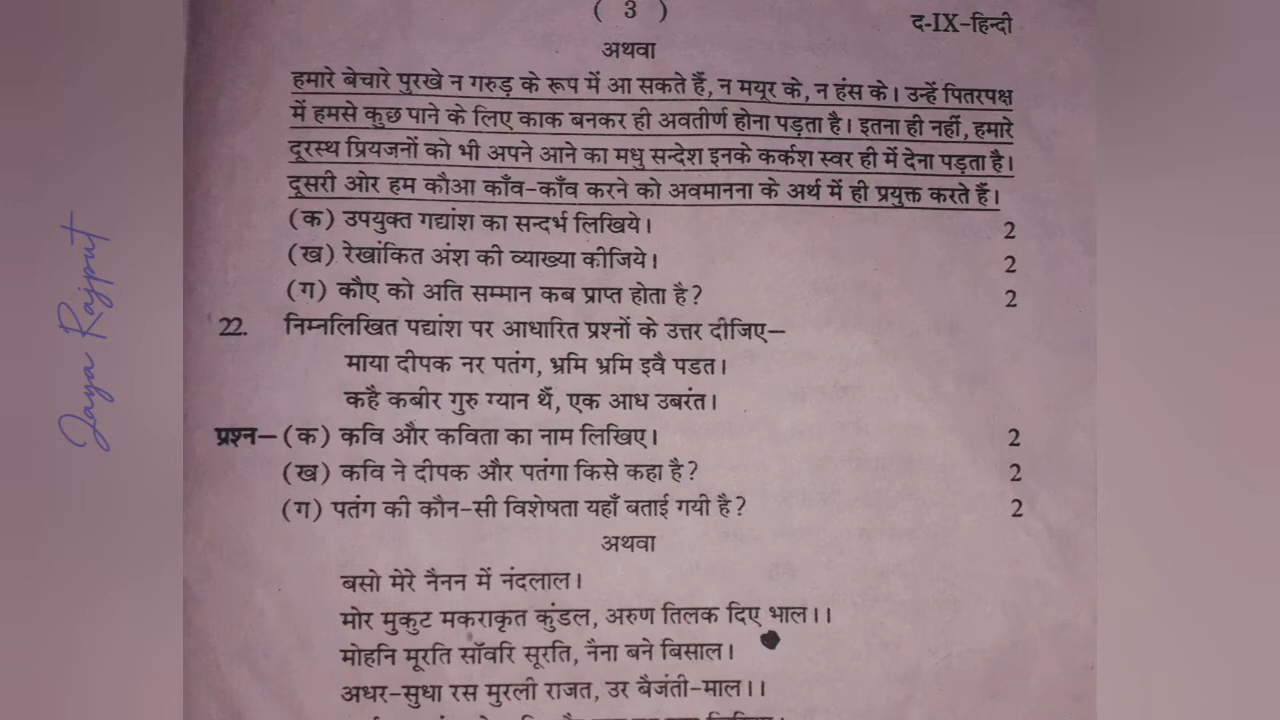 ( 3 )
द-IX-हिन्दी
अथवा
हमारे बेचारे पुरखे न गरुड़ के रूप में आ सकते हैं, न मयूर के, न हंस के। उन्हें पितरपक्ष
में हमसे कुछ पाने के लिए काक बनकर ही अवतीर्ण होना पड़ता है। इतना ही नहीं, हमारे
दूरस्थ प्रियजनों को भी अपने आने का मधु सन्देश इनके कर्कश स्वर ही में देना पड़ता है।
दूसरी ओर हम कौआ काँव-काँव करने को अवमानना के अर्थ में ही प्रयुक्त करते हैं।
(क) उपयुक्त गद्यांश का सन्दर्भ लिखिये। 2
(ख) रेखांकित अंश की व्याख्या कीजिये। 2
(ग) कौए को अति सम्मान कब प्राप्त होता है? 2
22. निम्नलिखित पद्यांश पर आधारित प्रश्नों के उत्तर दीजिए—
माया दीपक नर पतंग, भ्रमि भ्रमि इवै पडत।
कहै कबीर गुरु ग्यान थैं, एक आध उबरंत।
प्रश्न— (क) कवि और कविता का नाम लिखिए। 2
(ख) कवि ने दीपक और पतंगा किसे कहा है? 2
(ग) पतंग की कौन-सी विशेषता यहाँ बताई गयी है? 2
अथवा
बसो मेरे नैनन में नंदलाल।
मोर मुकुट मकराकृत कुंडल, अरुण तिलक दिए भाल।।
मोहनि मूरति साँवरि सूरति, नैना बने बिसाल।
अधर-सुधा रस मुरली राजत, उर बैजंती-माल।।
Jaya Rajput